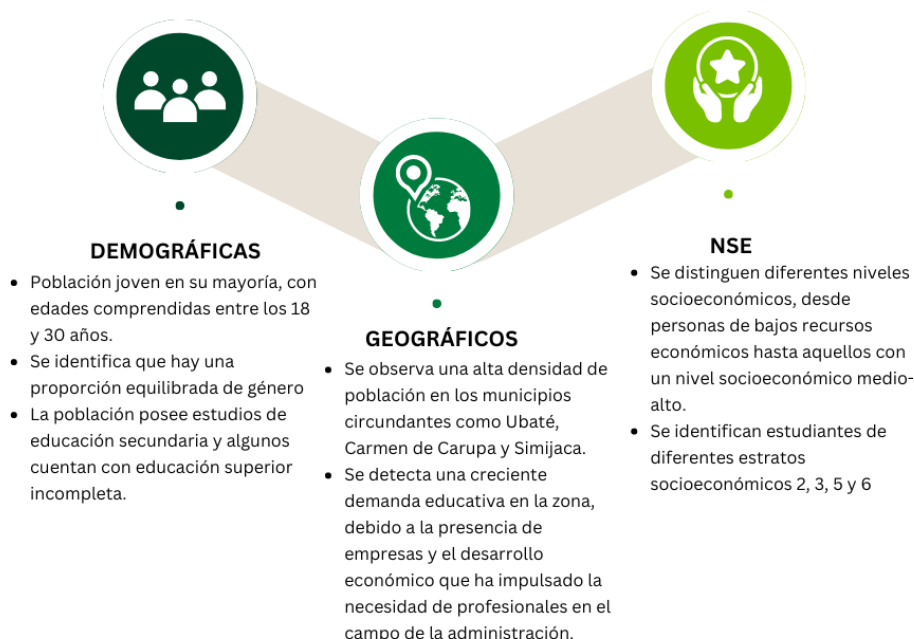 DEMOGRÁFICAS
• Población joven en su mayoría, con
edades comprendidas entre los 18
y 30 años.
• Se identifica que hay una
proporción equilibrada de género
• La población posee estudios de
educación secundaria y algunos
cuentan con educación superior
incompleta.
GEOGRÁFICOS
• Se observa una alta densidad de
población en los municipios
circundantes como Ubaté,
Carmen de Carupa y Simijaca.
• Se detecta una creciente
demanda educativa en la zona,
debido a la presencia de
empresas y el desarrollo
económico que ha impulsado la
necesidad de profesionales en el
campo de la administración.
NSE
• Se distinguen diferentes niveles
socioeconómicos, desde
personas de bajos recursos
económicos hasta aquellos con
un nivel socioeconómico medio-
alto.
• Se identifican estudiantes de
diferentes estratos
socioeconómicos 2, 3, 5 y 6